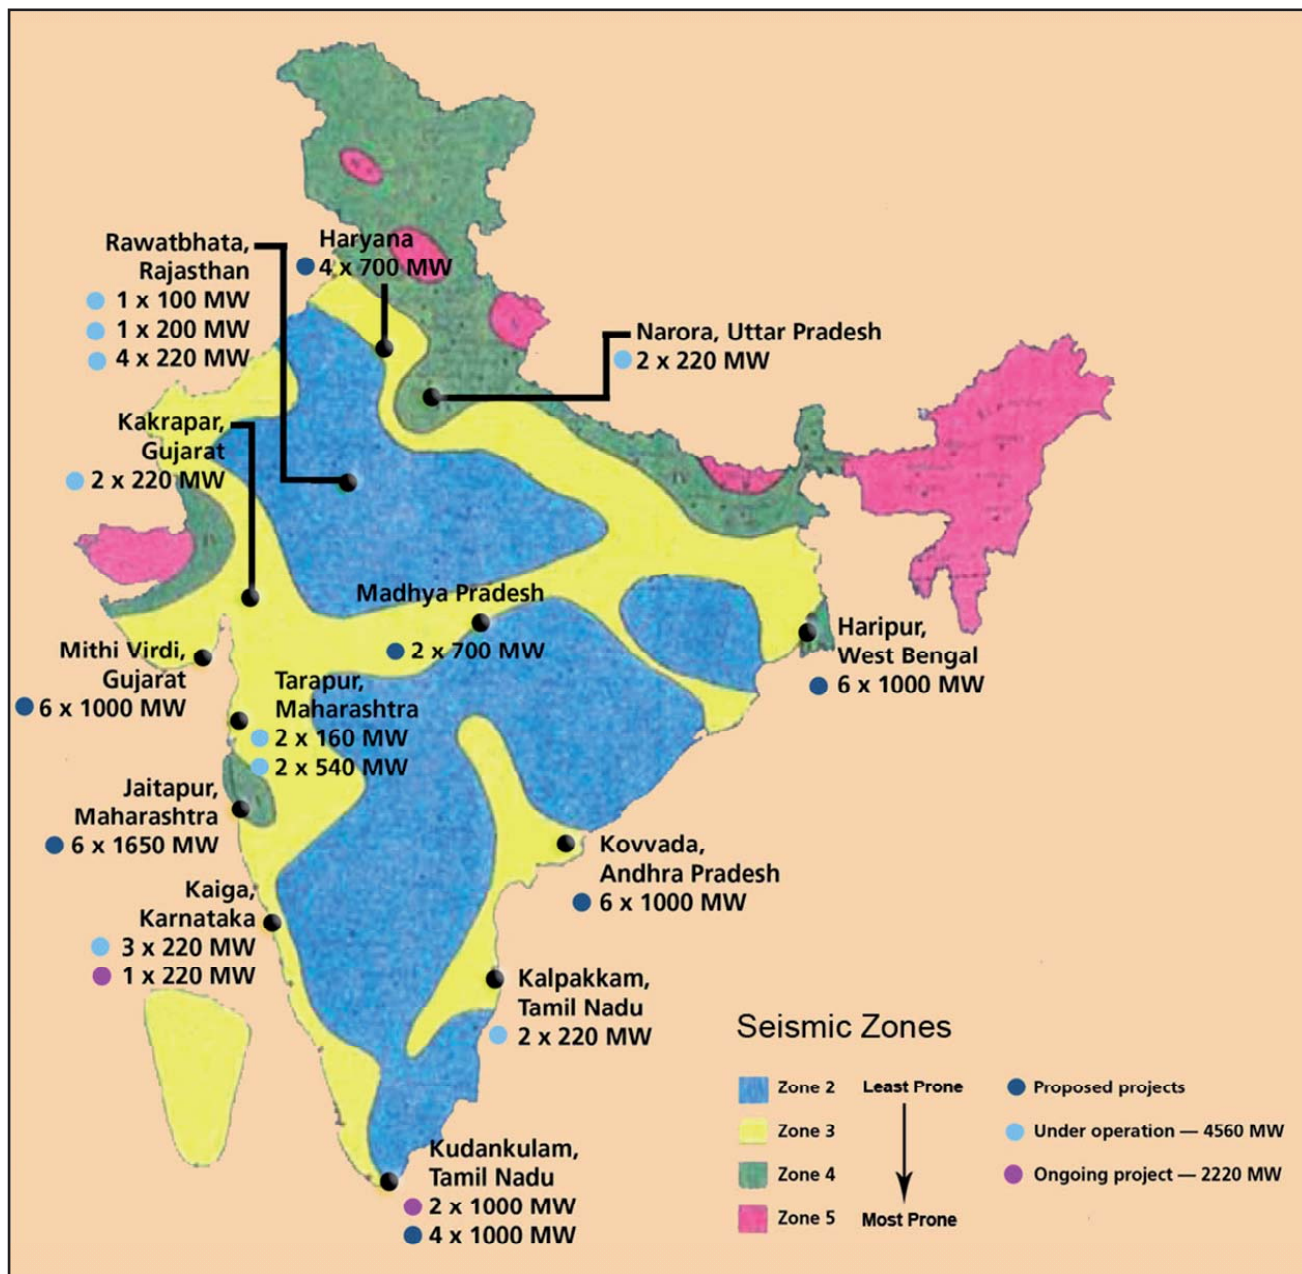 Rawatbhata,
Rajasthan
1 x 100 MW
1 x 200 MW
4 x 220 MW
Haryana
4 x 700 MW
Narora, Uttar Pradesh
2 x 220 MW
Kakrapar,
Gujarat
2 x 220 MW
Madhya Pradesh
2 x 700 MW
Haripur,
West Bengal
6 x 1000 MW
Mithi Virdi,
Gujarat
6 x 1000 MW
Tarapur,
Maharashtra
2 x 160 MW
2 x 540 MW
Jaitapur,
Maharashtra
6 x 1650 MW
Kovvada,
Andhra Pradesh
6 x 1000 MW
Kaiga,
Karnataka
3 x 220 MW
1 x 220 MW
Kalpakkam,
Tamil Nadu
2 x 220 MW
Kudankulam,
Tamil Nadu
2 x 1000 MW
4 x 1000 MW
Seismic Zones
Zone 2
Zone 3
Zone 4
Zone 5
Least Prone
Most Prone
Proposed projects
Under operation — 4560 MW
Ongoing project — 2220 MW